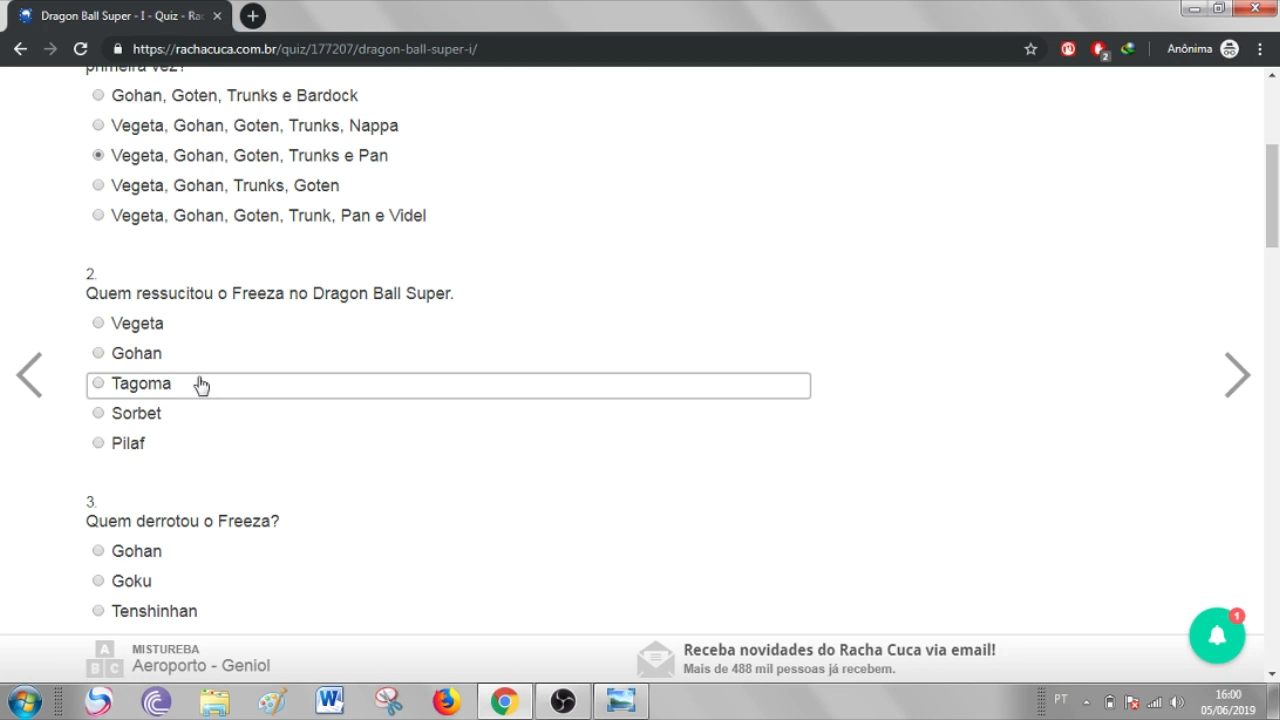 Dragon Ball Super - I - Quiz - Ra
https://rachacuca.com.br/quiz/177207/dragon-ball-super-i/
2
Anônima
primeira vez?
Gohan, Goten, Trunks e Bardock
Vegeta, Gohan, Goten, Trunks, Nappa
Vegeta, Gohan, Goten, Trunks e Pan
Vegeta, Gohan, Trunks, Goten
Vegeta, Gohan, Goten, Trunk, Pan e Videl
2.
Quem ressucitou o Freeza no Dragon Ball Super.
Vegeta
Gohan
Tagoma
Sorbet
Pilaf
3.
Quem derrotou o Freeza?
Gohan
Goku
Tenshinhan
1
A
B C
MISTUREBA
Aeroporto - Geniol
Receba novidades do Racha Cuca via email!
Mais de 488 mil pessoas já recebem.
PT
16:00
05/06/2019